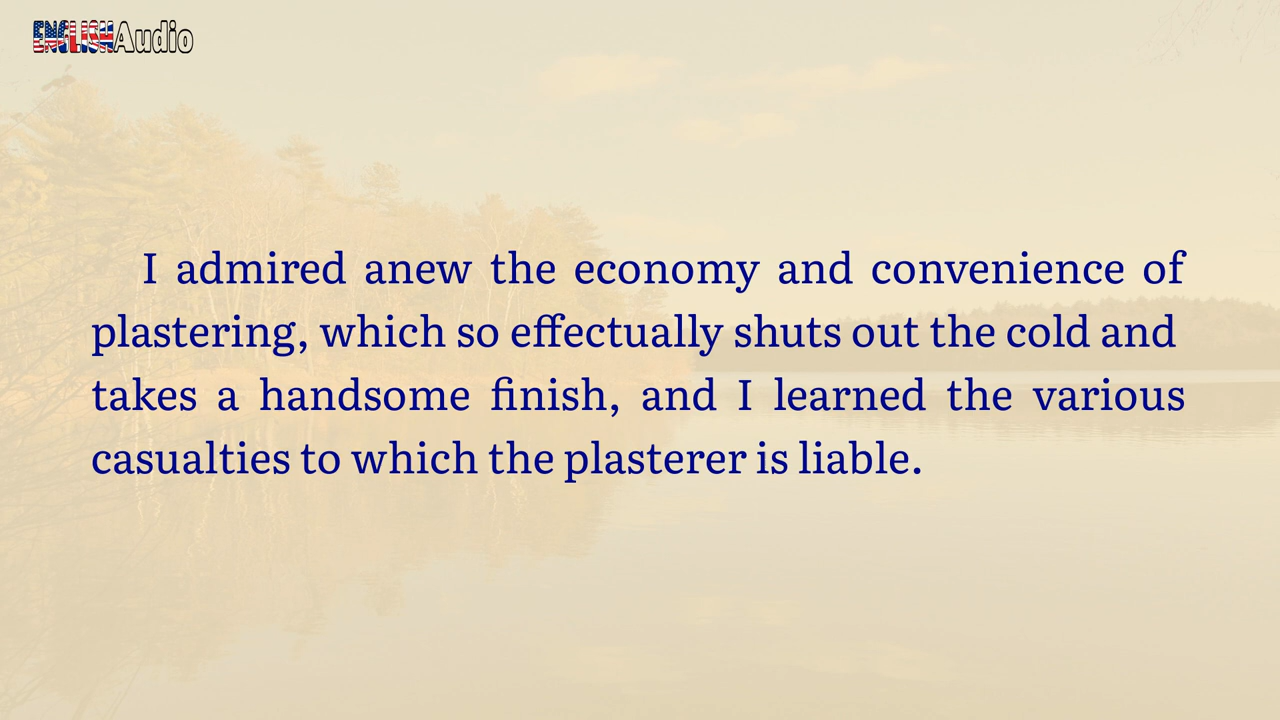 ENGLISHAudio
I admired anew the economy and convenience of
plastering, which so effectually shuts out the cold and
takes a handsome finish, and I learned the various
casualties to which the plasterer is liable.